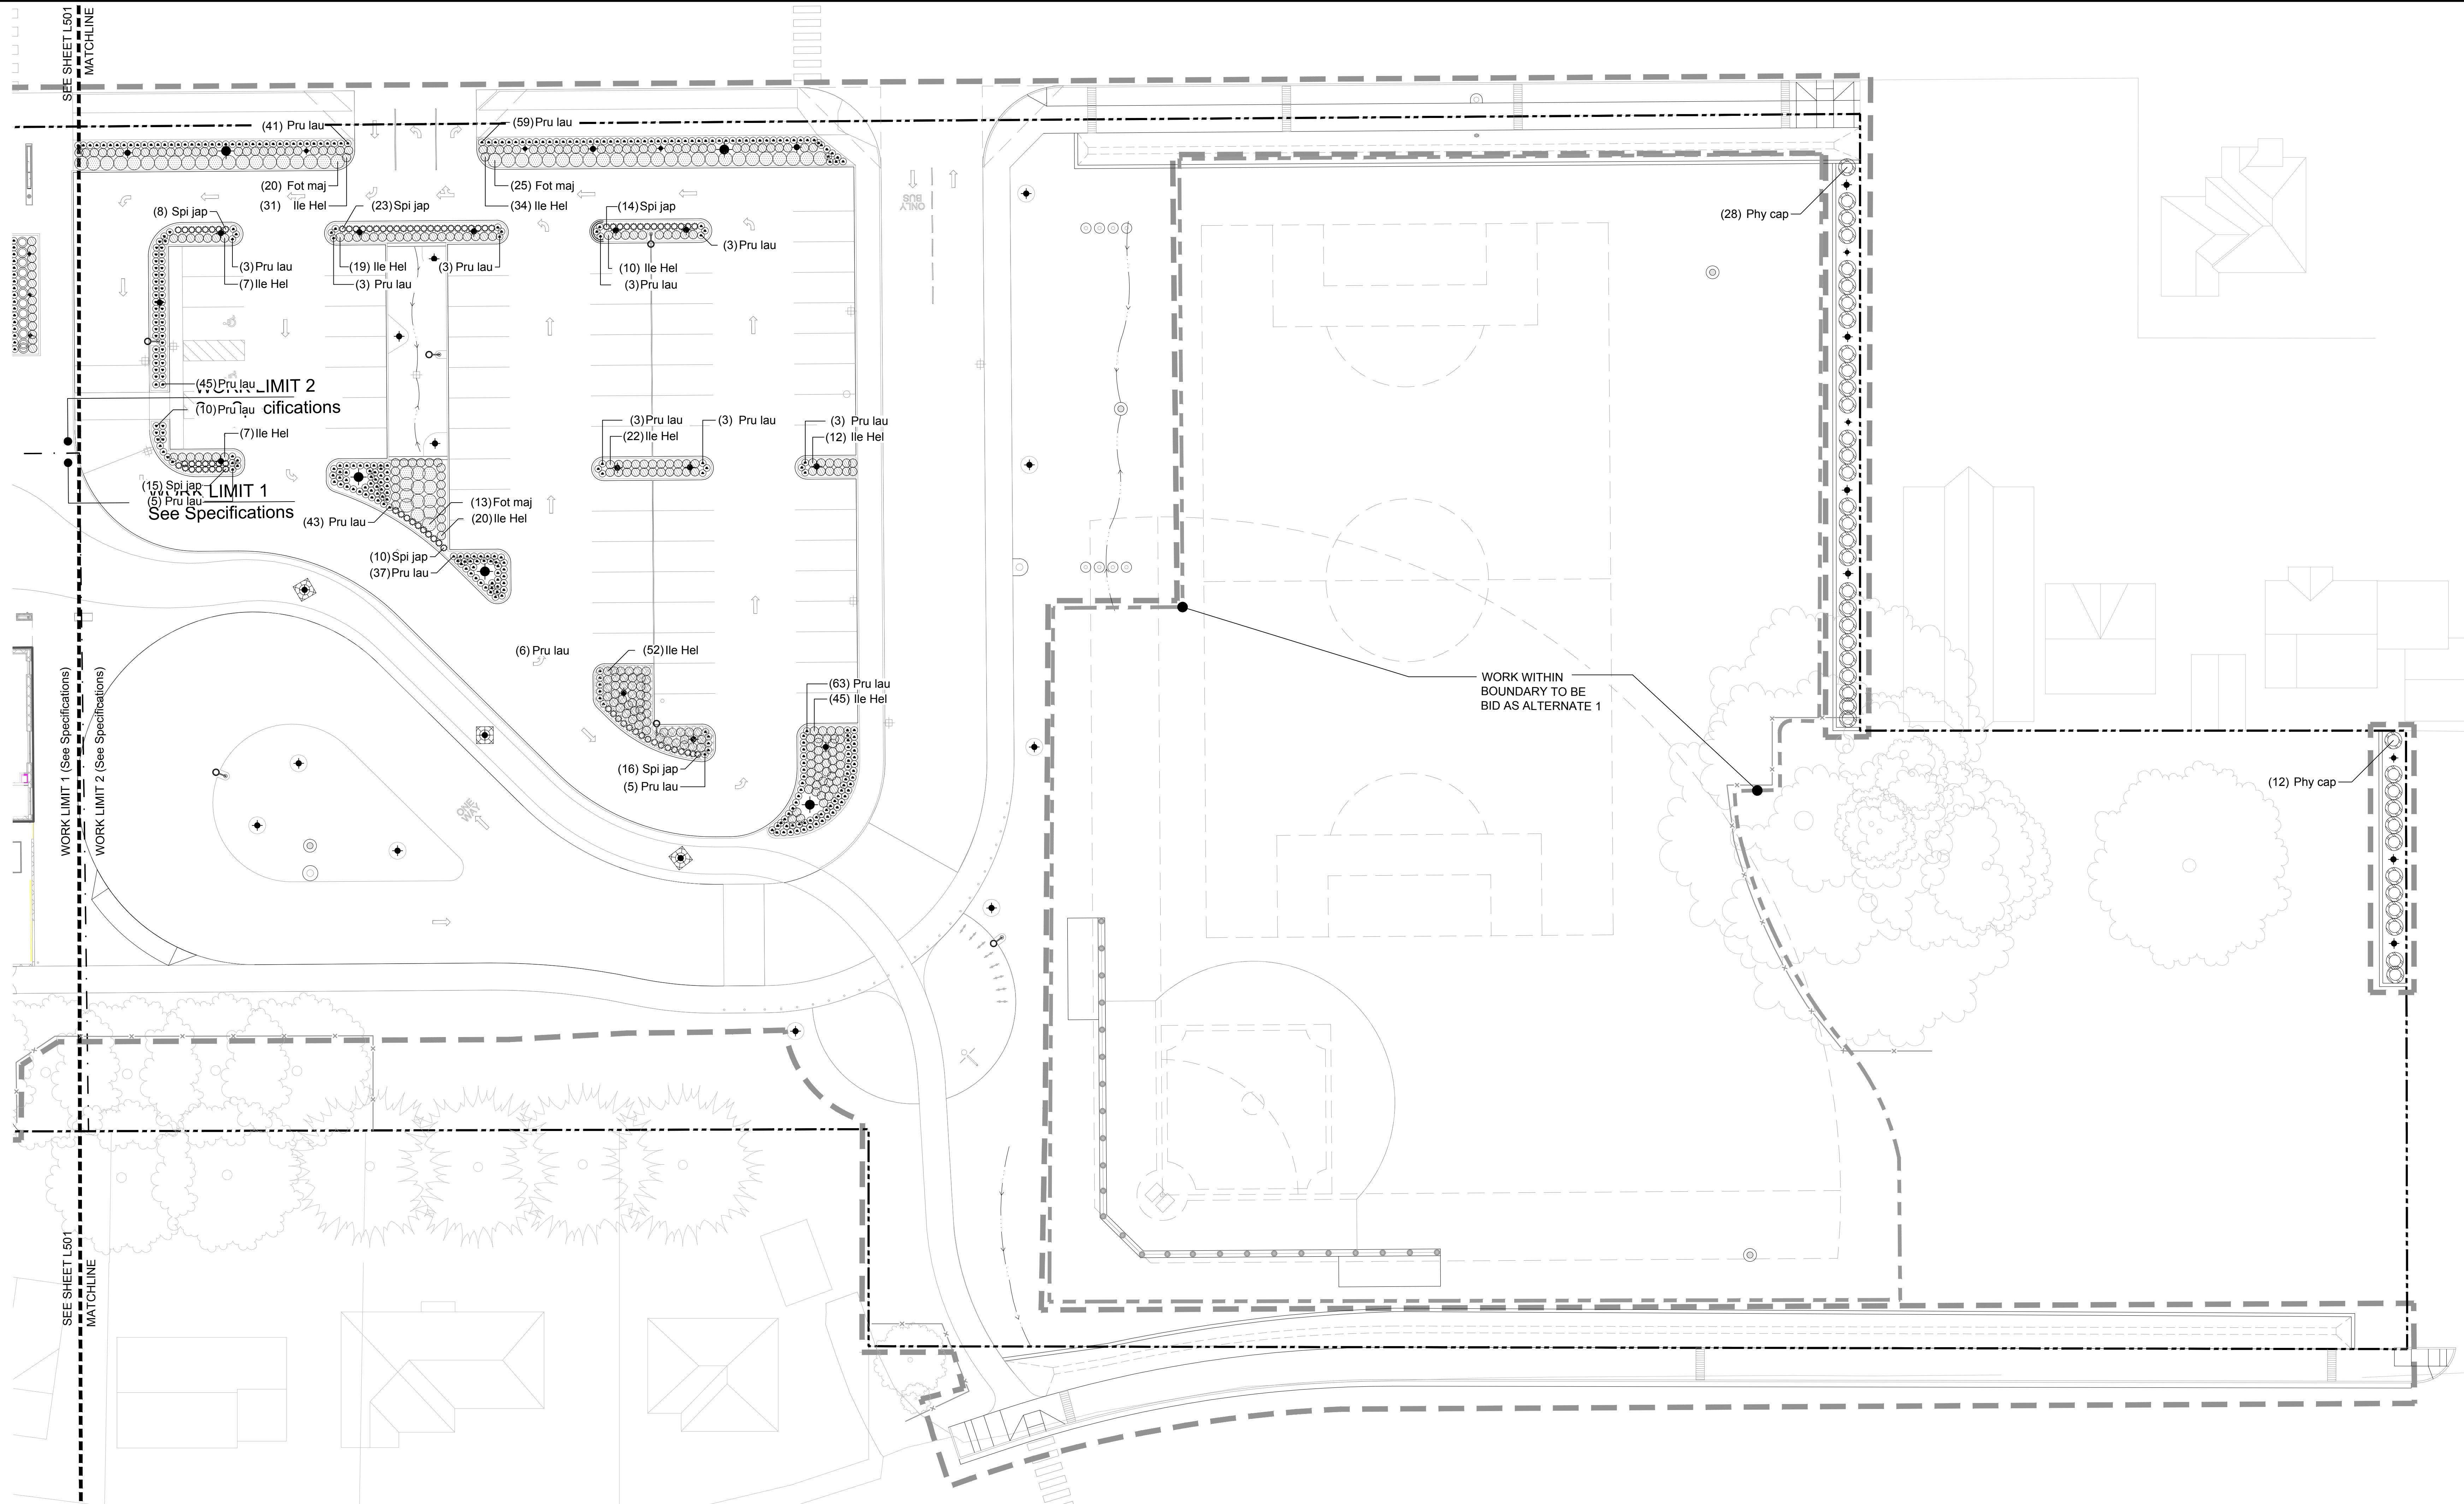 SEE SHEET L501
MATCHLINE
(41) Pru lau
(59) Pru lau
(20) Fot maj
(31) Ile Hel
(25) Fot maj
(34) Ile Hel
(8) Spi jap
(23) Spi jap
(14) Spi jap
ONLY
BUS
(28) Phy cap
(3) Pru lau
(3) Pru lau
(7) Ile Hel
(19) Ile Hel
(3) Pru lau
(3) Pru lau
(10) Ile Hel
(3) Pru lau
(45) Pru lau
WORK LIMIT 2
(10) Pru lau
cifications
(7) Ile Hel
(3) Pru lau
(22) Ile Hel
(3) Pru lau
(3) Pru lau
(12) Ile Hel
(15) Spi jap
(5) Pru lau
WORK LIMIT 1
See Specifications
(43) Pru lau
(13) Fot maj
(20) Ile Hel
(10) Spi jap
(37) Pru lau
(6) Pru lau
(52) Ile Hel
(63) Pru lau
(45) Ile Hel
(16) Spi jap
(5) Pru lau
WORK WITHIN
BOUNDARY TO BE
BID AS ALTERNATE 1
(12) Phy cap
WORK LIMIT 1 (See Specifications)
WORK LIMIT 2 (See Specifications)
ONE
WAY
SEE SHEET L501
MATCHLINE